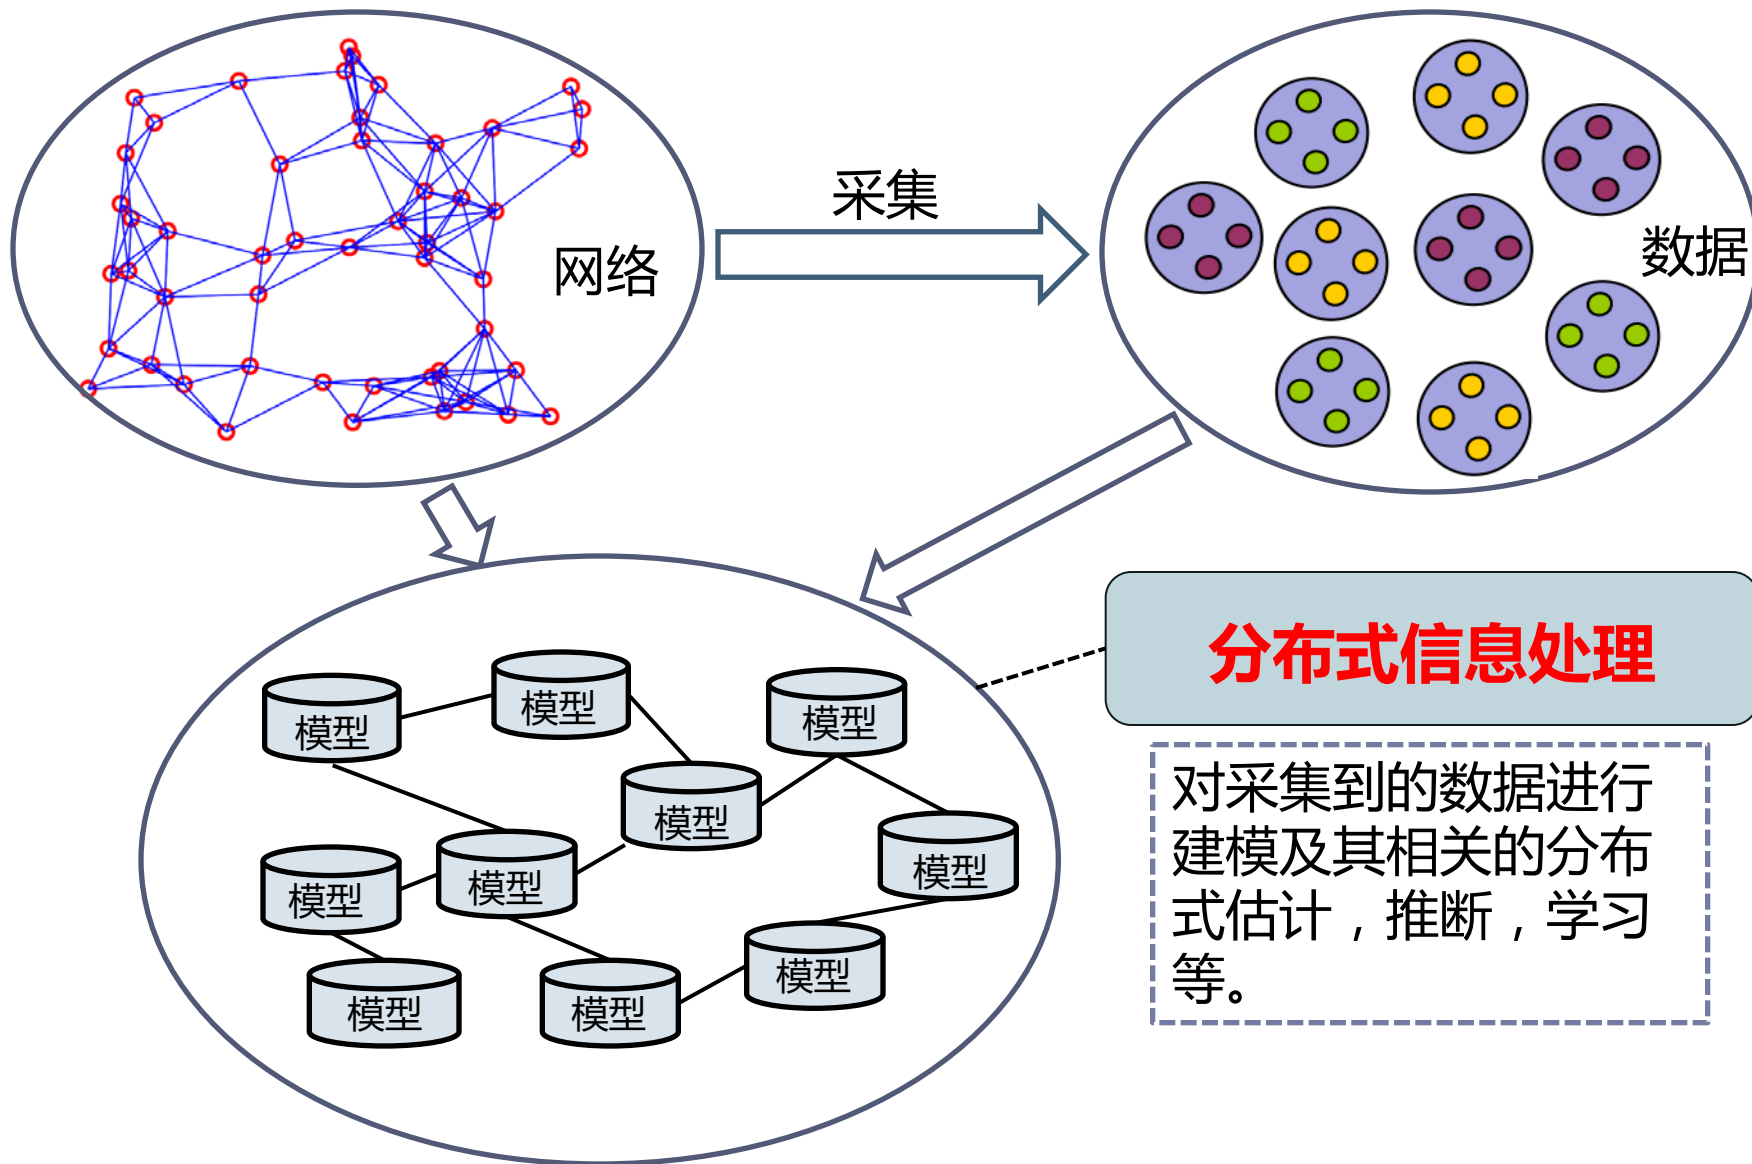 采集
网络
数据
分布式信息处理
模型
模型
模型
模型
模型
模型
模型
模型
模型
模型
对采集到的数据进行
建模及其相关的分布
式估计，推断，学习
等。